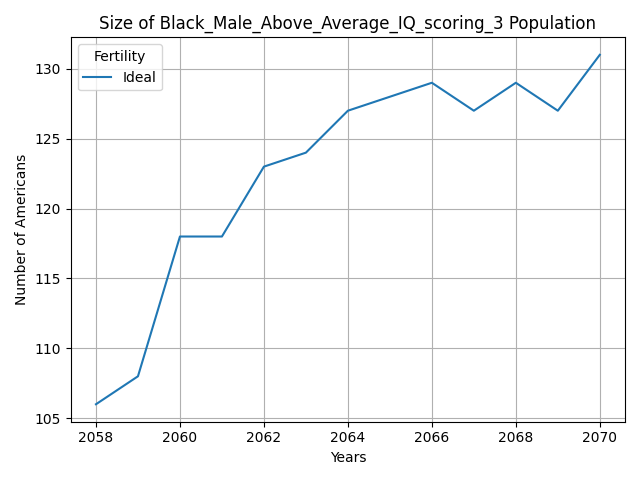 Size of Black_Male_Above_Average_IQ_scoring_3 Population
Fertility
Ideal
Number of Americans
130
125
120
115
110
105
2058 2060 2062 2064 2066 2068 2070
Years